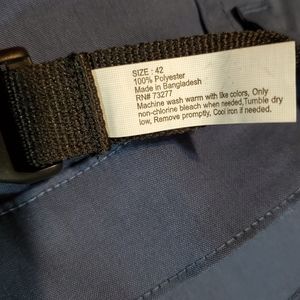 SIZE : 42
100% Polyester
Made in Bangladesh
RN# 73277
Machine wash warm with like colors, Only
non-chlorine bleach when needed,Tumble dry
low, Remove promptly, Cool iron if needed.